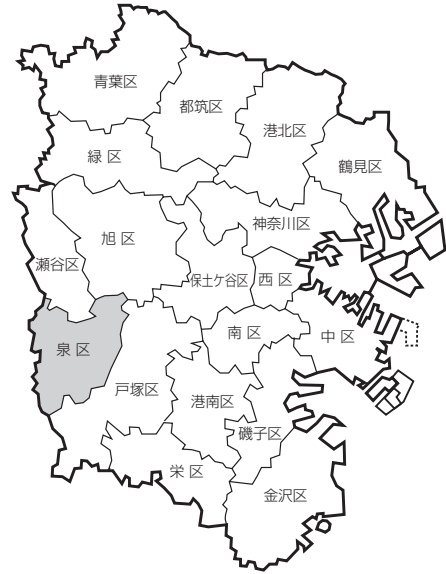 青葉区
都筑区
港北区
緑 区
鶴見区
神奈川区
旭 区
瀬谷区
保土ケ谷区
西 区
南 区
中 区
泉 区
戸塚区
港南区
磯子区
栄 区
金沢区